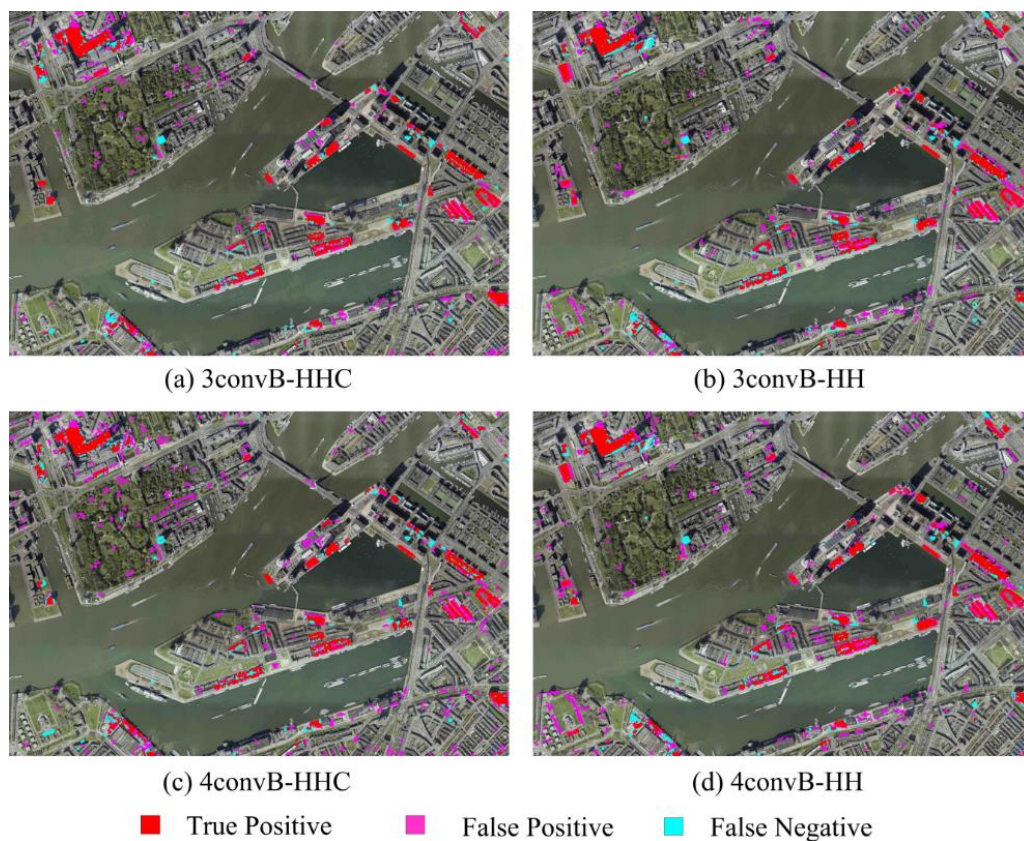 (a) 3convB-HHC
(b) 3convB-HH
(c) 4convB-HHC
(d) 4convB-HH
True Positive
False Positive
False Negative